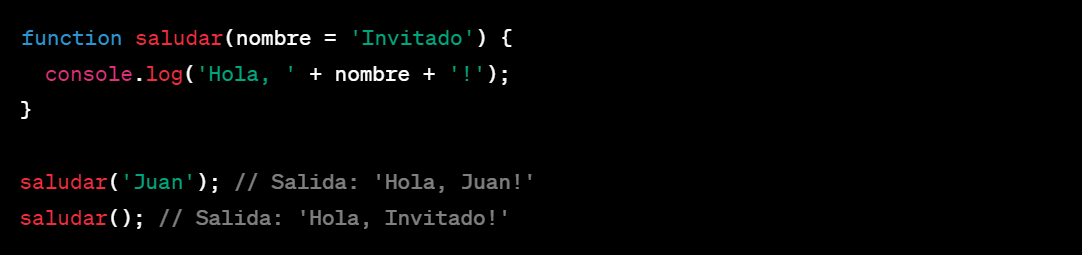 function saludar(nombre = 'Invitado') {
  console.log('Hola, ' + nombre + '!');
}
saludar('Juan'); // Salida: 'Hola, Juan!'
saludar(); // Salida: 'Hola, Invitado!'